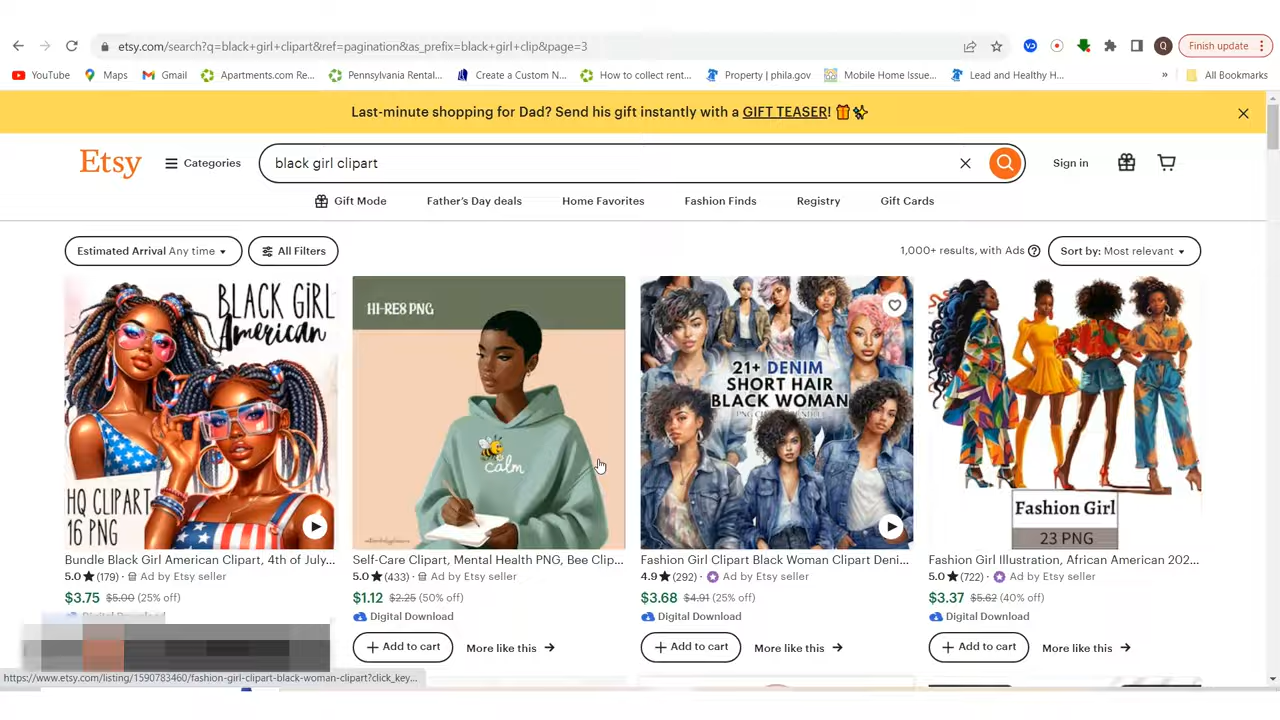 etsy.com/search?q=black+girl+clipart&ref=pagination&as_prefix=black+girl+clip&page=3
Q
Finish update
YouTube
Maps
Gmail
Apartments.com Re...
Pennsylvania Rental...
Create a Custom N...
How to collect rent...
Property | phila.gov
Mobile Home Issue...
Lead and Healthy H...
»
All Bookmarks
Last-minute shopping for Dad? Send his gift instantly with a GIFT TEASER!
Etsy
Categories
black girl clipart
Sign in
Gift Mode
Father's Day deals
Home Favorites
Fashion Finds
Registry
Gift Cards
Estimated Arrival Any time
All Filters
1,000+ results, with Ads
Sort by: Most relevant
BLACK GIRL
American
HQ CLIPART
16 PNG
HI-RES PNG
calm
21+ DENIM
SHORT HAIR
BLACK WOMAN
Fashion Girl
23 PNG
Bundle Black Girl American Clipart, 4th of July...
5.0 (179) · Ad by Etsy seller
$3.75 $5.00 (25% off)
Digital Download
Self-Care Clipart, Mental Health PNG, Bee Clip...
5.0 (433) · Ad by Etsy seller
$1.12 $2.25 (50% off)
Digital Download
+ Add to cart
More like this →
Fashion Girl Clipart Black Woman Clipart Deni...
4.9 (292) · Ad by Etsy seller
$3.68 $4.91 (25% off)
Digital Download
+ Add to cart
More like this →
Fashion Girl Illustration, African American 202...
5.0 (722) · Ad by Etsy seller
$3.37 $5.62 (40% off)
Digital Download
+ Add to cart
More like this →
https://www.etsy.com/listing/1590783460/fashion-girl-clipart-black-woman-clipart?click_key...